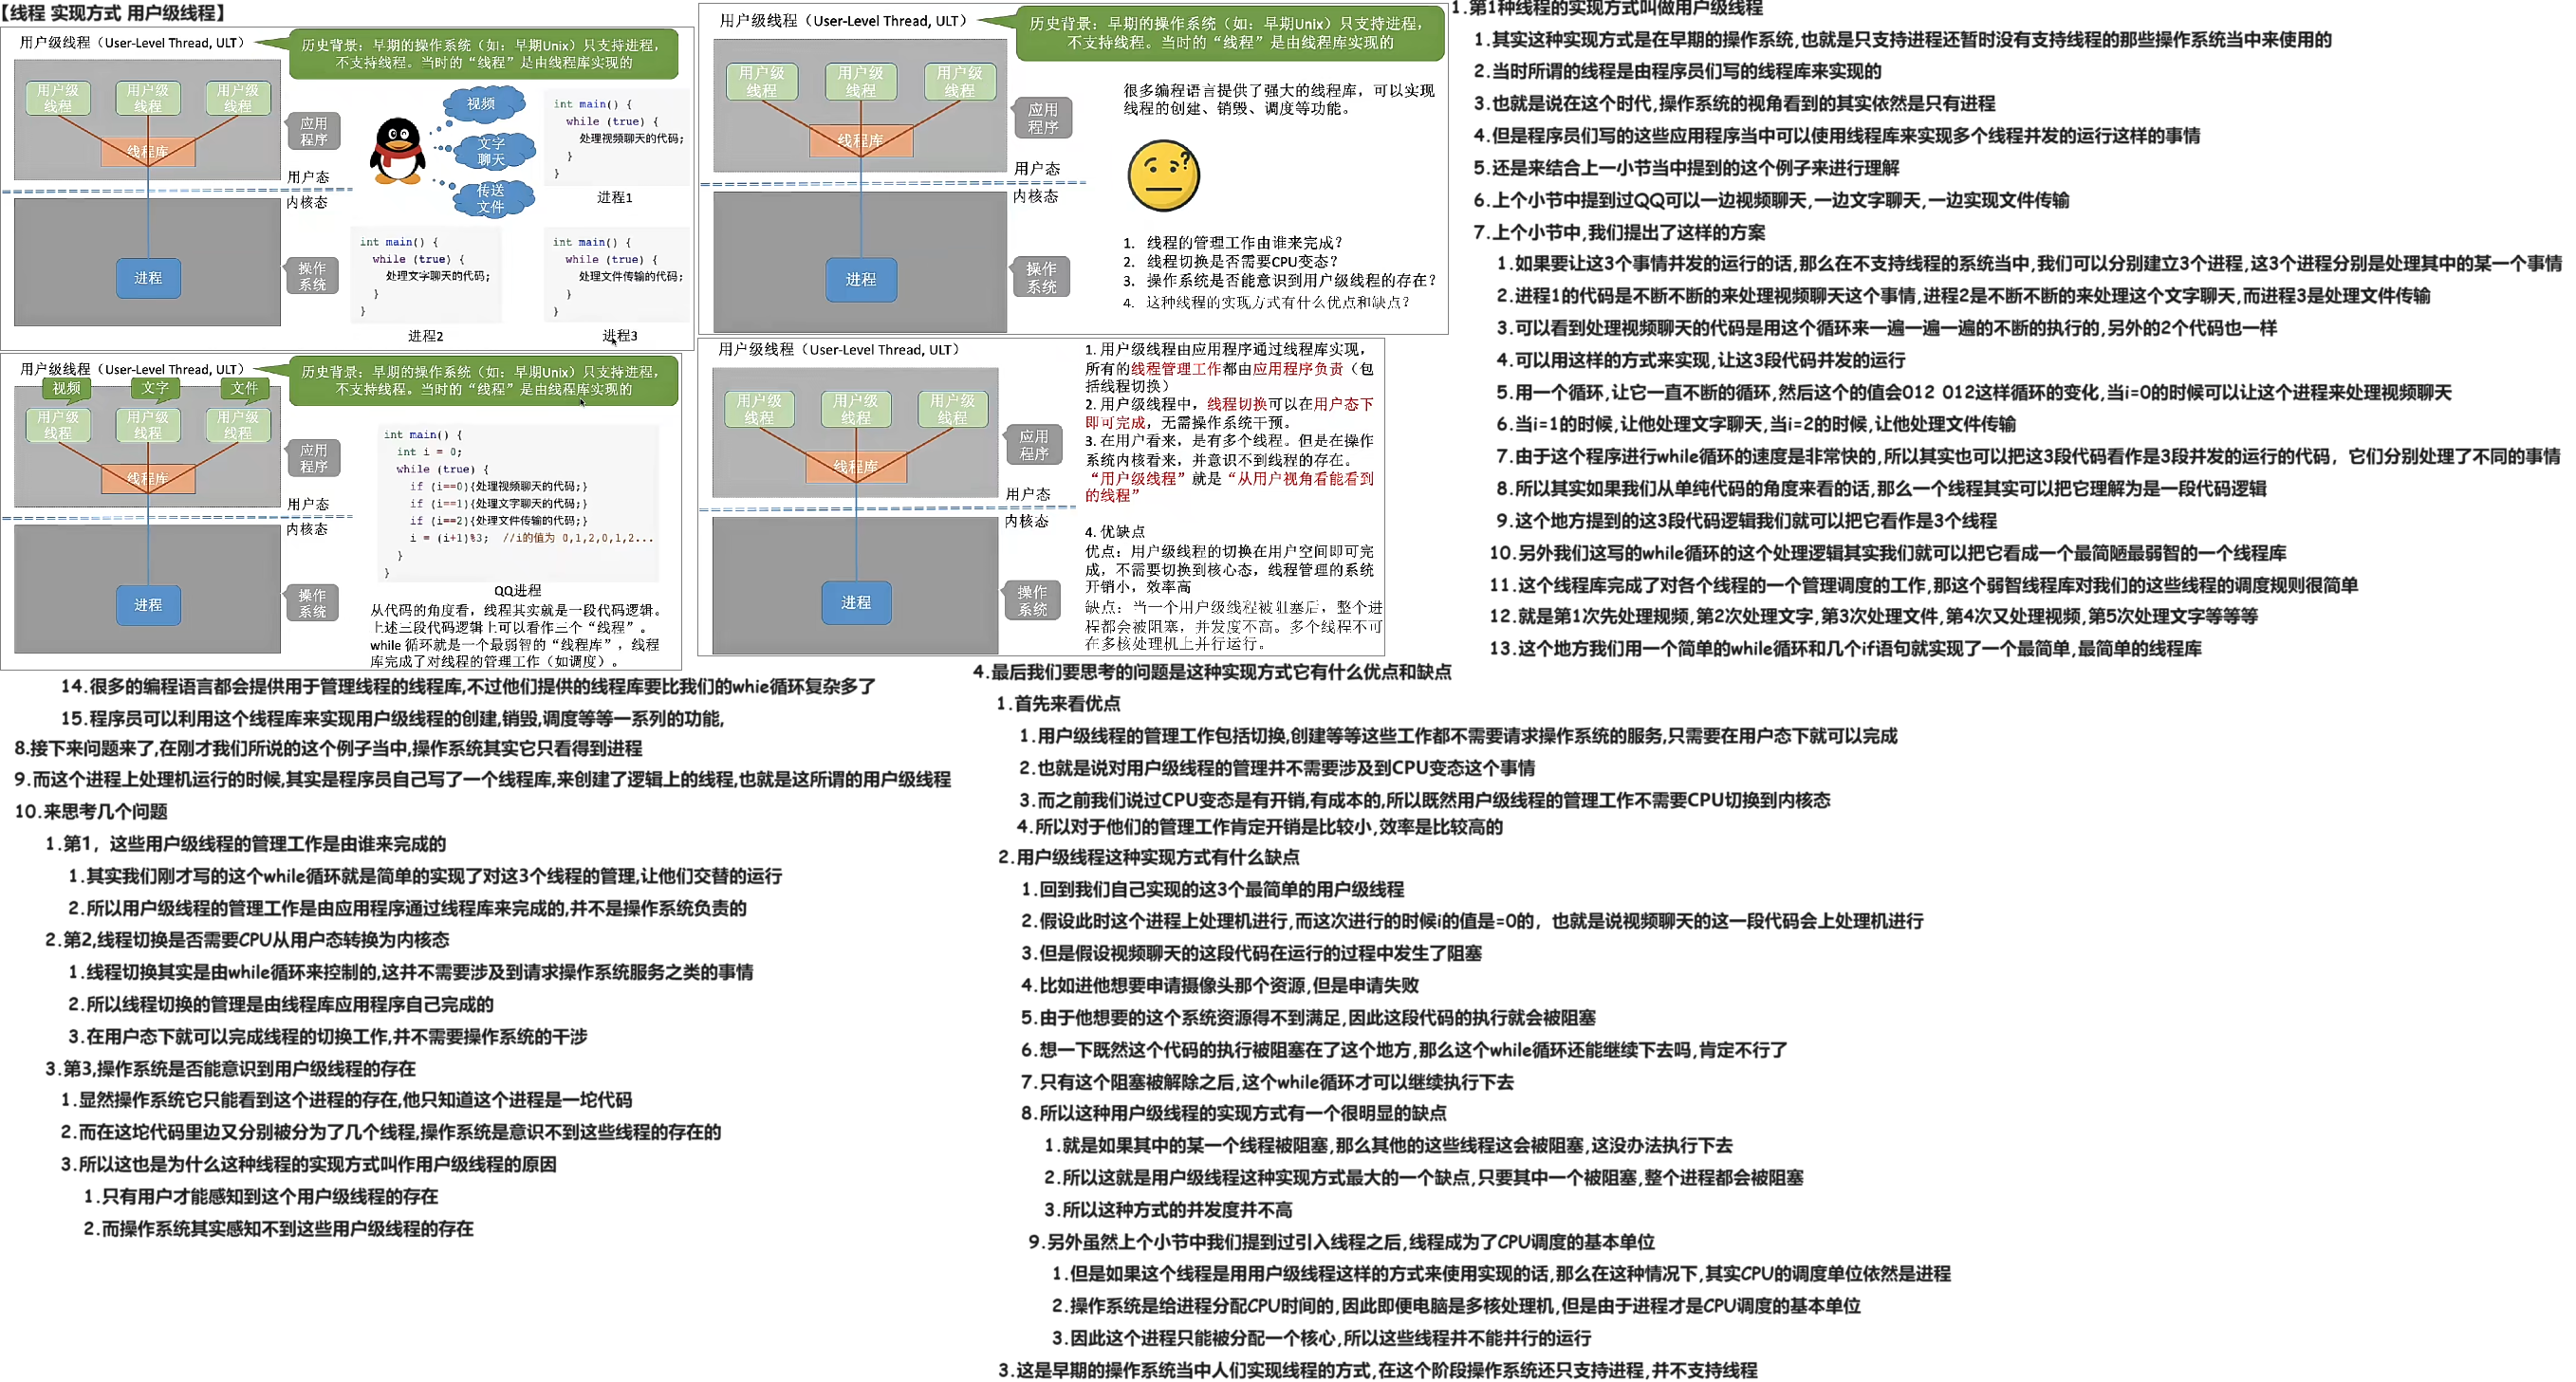 【线程 实现方式 用户级线程】
用户级线程（User-Level Thread, ULT）
历史背景：早期的操作系统（如：早期Unix）只支持进程，
不支持线程。当时的“线程”是由线程库实现的
用户级
线程
用户级
线程
用户级
线程
线程库
应用
程序
用户态
内核态
进程
操作
系统
视频
文字
聊天
传送
文件
int main() {
while (true) {
处理视频聊天的代码;
}
}
进程1
int main() {
while (true) {
处理文字聊天的代码;
}
}
进程2
int main() {
while (true) {
处理文件传输的代码;
}
}
进程3
用户级线程（User-Level Thread, ULT）
历史背景：早期的操作系统（如：早期Unix）只支持进程，
不支持线程。当时的“线程”是由线程库实现的
用户级
线程
用户级
线程
用户级
线程
线程库
应用
程序
用户态
内核态
进程
操作
系统
很多编程语言提供了强大的线程库，可以实现
线程的创建、销毁、调度等功能。
?
1. 线程的管理工作由谁来完成？
2. 线程切换是否需要CPU变态？
3. 操作系统是否能意识到用户级线程的存在？
4. 这种线程的实现方式有什么优点和缺点？
用户级线程（User-Level Thread, ULT）
历史背景：早期的操作系统（如：早期Unix）只支持进程，
不支持线程。当时的“线程”是由线程库实现的
视频
文字
文件
用户级
线程
用户级
线程
用户级
线程
线程库
应用
程序
用户态
内核态
进程
操作
系统
int main() {
int i = 0;
while (true) {
if (i==0){处理视频聊天的代码;}
if (i==1){处理文字聊天的代码;}
if (i==2){处理文件传输的代码;}
i = (i+1)%3; //i的值为 0,1,2,0,1,2...
}
}
QQ进程
从代码的角度看，线程其实就是一段代码逻辑。
上述三段代码逻辑上可以看作三个“线程”。
while 循环就是一个最弱智的“线程库”，线程
库完成了对线程的管理工作（如调度）。
用户级线程（User-Level Thread, ULT）
用户级
线程
用户级
线程
用户级
线程
线程库
应用
程序
用户态
内核态
进程
操作
系统
1. 用户级线程由应用程序通过线程库实现，
所有的线程管理工作都由应用程序负责（包
括线程切换）
2. 用户级线程中，线程切换可以在用户态下
即可完成，无需操作系统干预。
3. 在用户看来，是有多个线程。但是在操作
系统内核看来，并意识不到线程的存在。
“用户级线程”就是“从用户视角看能看到
的线程”
4. 优缺点
优点：用户级线程的切换在用户空间即可完
成，不需要切换到核心态，线程管理的系统
开销小，效率高
缺点：当一个用户级线程被阻塞后，整个进
程都会被阻塞，并发度不高。多个线程不可
在多核处理机上并行运行。
1.第1种线程的实现方式叫做用户级线程
1.其实这种实现方式是在早期的操作系统,也就是只支持进程还暂时没有支持线程的那些操作系统当中来使用的
2.当时所谓的线程是由程序员们写的线程库来实现的
3.也就是说在这个时代,操作系统的视角看到的其实依然是只有进程
4.但是程序员们写的这些应用程序当中可以使用线程库来实现多个线程并发的运行这样的事情
5.还是来结合上一小节当中提到的这个例子来进行理解
6.上个小节中提到过QQ可以一边视频聊天,一边文字聊天,一边实现文件传输
7.上个小节中,我们提出了这样的方案
1.如果要让这3个事情并发的运行的话,那么在不支持线程的系统当中,我们可以分别建立3个进程,这3个进程分别是处理其中的某一个事情
2.进程1的代码是不断不断的来处理视频聊天这个事情,进程2是不断不断的来处理这个文字聊天,而进程3是处理文件传输
3.可以看到处理视频聊天的代码是用这个循环来一遍一遍一遍的不断的执行的,另外的2个代码也一样
4.可以用这样的方式来实现,让这3段代码并发的运行
5.用一个循环,让它一直不断的循环,然后这个的值会012 012这样循环的变化,当i=0的时候可以让这个进程来处理视频聊天
6.当i=1的时候,让他处理文字聊天,当i=2的时候,让他处理文件传输
7.由于这个程序进行while循环的速度是非常快的,所以其实也可以把这3段代码看作是3段并发的运行的代码，它们分别处理了不同的事情
8.所以其实如果我们从单纯代码的角度来看的话,那么一个线程其实可以把它理解为是一段代码逻辑
9.这个地方提到的这3段代码逻辑我们就可以把它看作是3个线程
10.另外我们这写的while循环的这个处理逻辑其实我们就可以把它看成一个最简陋最弱智的一个线程库
11.这个线程库完成了对各个线程的一个管理调度的工作,那这个弱智线程库对我们的这些线程的调度规则很简单
12.就是第1次先处理规频,第2次处理文字,第3次处理文件,第4次又处理视频,第5次处理文字等等等
13.这个地方我们用一个简单的while循环和几个if语句就实现了一个最简单,最简单的线程库
14.很多的编程语言都会提供用于管理线程的线程库,不过他们提供的线程库要比我们的whie循环复杂多了
15.程序员可以利用这个线程库来实现用户级线程的创建,销毁,调度等等一系列的功能,
8.接下来问题来了,在刚才我们所说的这个例子当中,操作系统其实它只看得到进程
9.而这个进程上处理机运行的时候,其实是程序员自己写了一个线程库,来创建了逻辑上的线程,也就是这所谓的用户级线程
10.来思考几个问题
1.第1，这些用户级线程的管理工作是由谁来完成的
1.其实我们刚才写的这个while循环就是简单的实现了对这3个线程的管理,让他们交替的运行
2.所以用户级线程的管理工作是由应用程序通过线程库来完成的,并不是操作系统负责的
2.第2,线程切换是否需要CPU从用户态转换为内核态
1.线程切换其实是由while循环来控制的,这并不需要涉及到请求操作系统服务之类的事情
2.所以线程切换的管理是由线程库应用程序自己完成的
3.在用户态下就可以完成线程的切换工作,并不需要操作系统的干涉
3.第3,操作系统是否能意识到用户级线程的存在
1.显然操作系统它只能看到这个进程的存在,他只知道这个进程是一坨代码
2.而在这坨代码里边又分别被分为了几个线程,操作系统是意识不到这些线程的存在的
3.所以这也是为什么这种线程的实现方式叫作用户级线程的原因
1.只有用户才能感知到这个用户级线程的存在
2.而操作系统其实感知不到这些用户级线程的存在
4.最后我们要思考的问题是这种实现方式它有什么优点和缺点
1.首先来看优点
1.用户级线程的管理工作包括切换,创建等等这些工作都不需要请求操作系统的服务,只需要在用户态下就可以完成
2.也就是说对用户级线程的管理并不需要涉及到CPU变态这个事情
3.而之前我们说过CPU变态是有开销,有成本的,所以既然用户级线程的管理工作不需要CPU切换到内核态
4.所以对于他们的管理工作肯定开销是比较小,效率是比较高的
2.用户级线程这种实现方式有什么缺点
1.回到我们自己实现的这3个最简单的用户级线程
2.假设此时这个进程上处理机进行,而这次进行的时候i的值是=0的，也就是说视频聊天的这一段代码会上处理机进行
3.但是假设视频聊天的这段代码在运行的过程中发生了阻塞
4.比如进他想要申请摄像头那个资源,但是申请失败
5.由于他想要的这个系统资源得不到满足,因此这段代码的执行就会被阻塞
6.想一下既然这个代码的执行被阻塞在了这个地方,那么这个while循环还能继续下去吗,肯定不行了
7.只有这个阻塞被解除之后,这个while循环才可以继续执行下去
8.所以这种用户级线程的实现方式有一个很明显的缺点
1.就是如果其中的某一个线程被阻塞,那么其他的这些线程这会被阻塞,这没办法执行下去
2.所以这就是用户级线程这种实现方式最大的一个缺点,只要其中一个被阻塞,整个进程都会被阻塞
3.所以这种方式的并发度并不高
9.另外虽然上个小节中我们提到过引入线程之后,线程成为了CPU调度的基本单位
1.但是如果这个线程是用用户级线程这样的方式来使用实现的话,那么在这种情况下,其实CPU的调度单位依然是进程
2.操作系统是给进程分配CPU时间的,因此即便电脑是多核处理机,但是由于进程才是CPU调度的基本单位
3.因此这个进程只能被分配一个核心,所以这些线程并不能并行的运行
3.这是早期的操作系统当中人们实现线程的方式,在这个阶段操作系统还只支持进程,并不支持线程